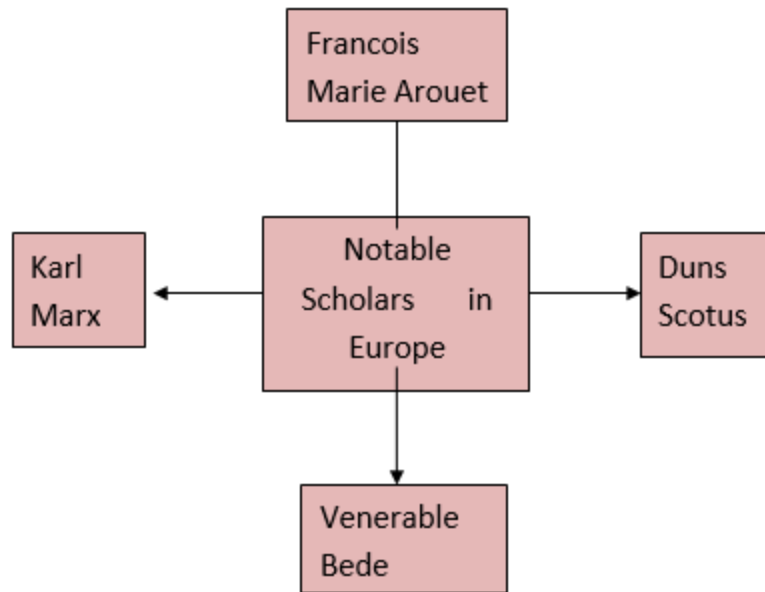 Francois
Marie Arouet
Notable
Scholars in
Europe
Karl
Marx
Duns
Scotus
Venerable
Bede